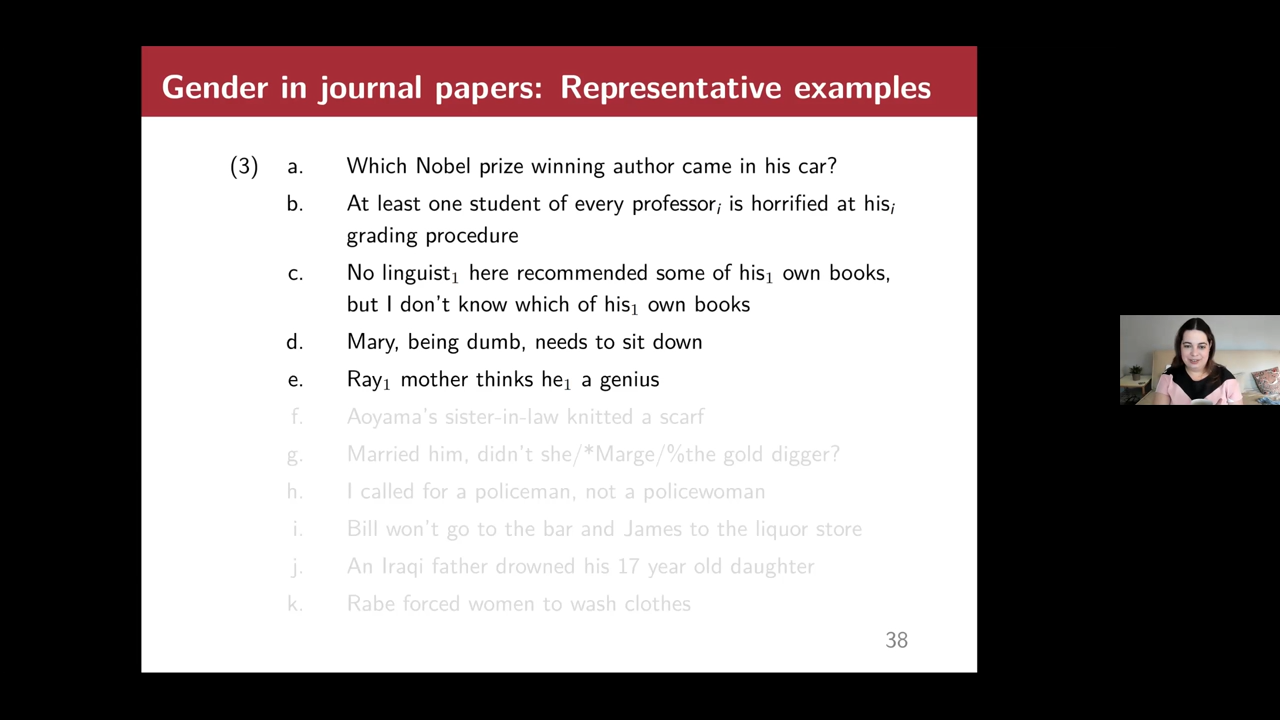 Gender in journal papers: Representative examples
(3) a. Which Nobel prize winning author came in his car?
b. At least one student of every professorᵢ is horrified at hisᵢ
grading procedure
c. No linguist₁ here recommended some of his₁ own books,
but I don't know which of his₁ own books
d. Mary, being dumb, needs to sit down
e. Ray₁ mother thinks he₁ a genius
f. Aoyama's sister-in-law knitted a scarf
g. Married him, didn't she/*Marge/%the gold digger?
h. I called for a policeman, not a policewoman
i. Bill won't go to the bar and James to the liquor store
j. An Iraqi father drowned his 17 year old daughter
k. Rabe forced women to wash clothes
38